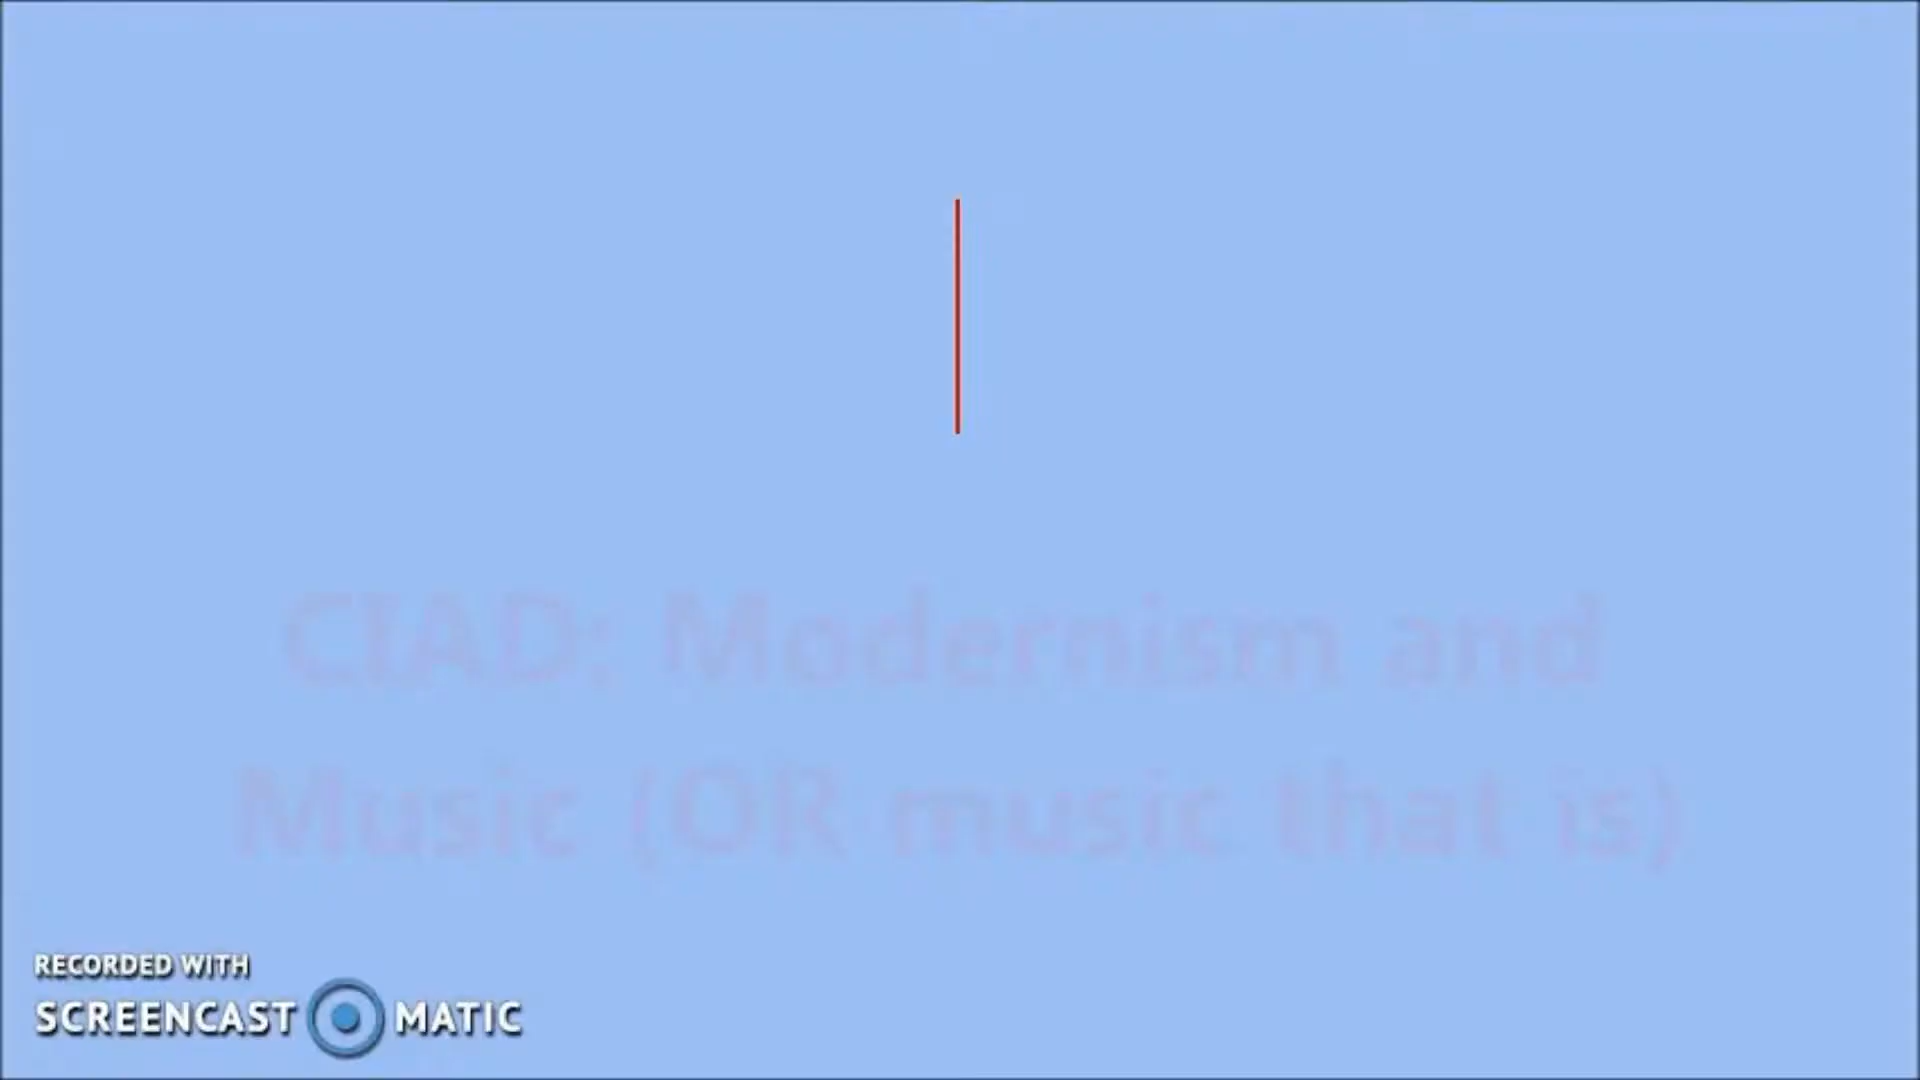 CIAD: Modernism and
Music (OR music that is)
RECORDED WITH
SCREENCAST MATIC